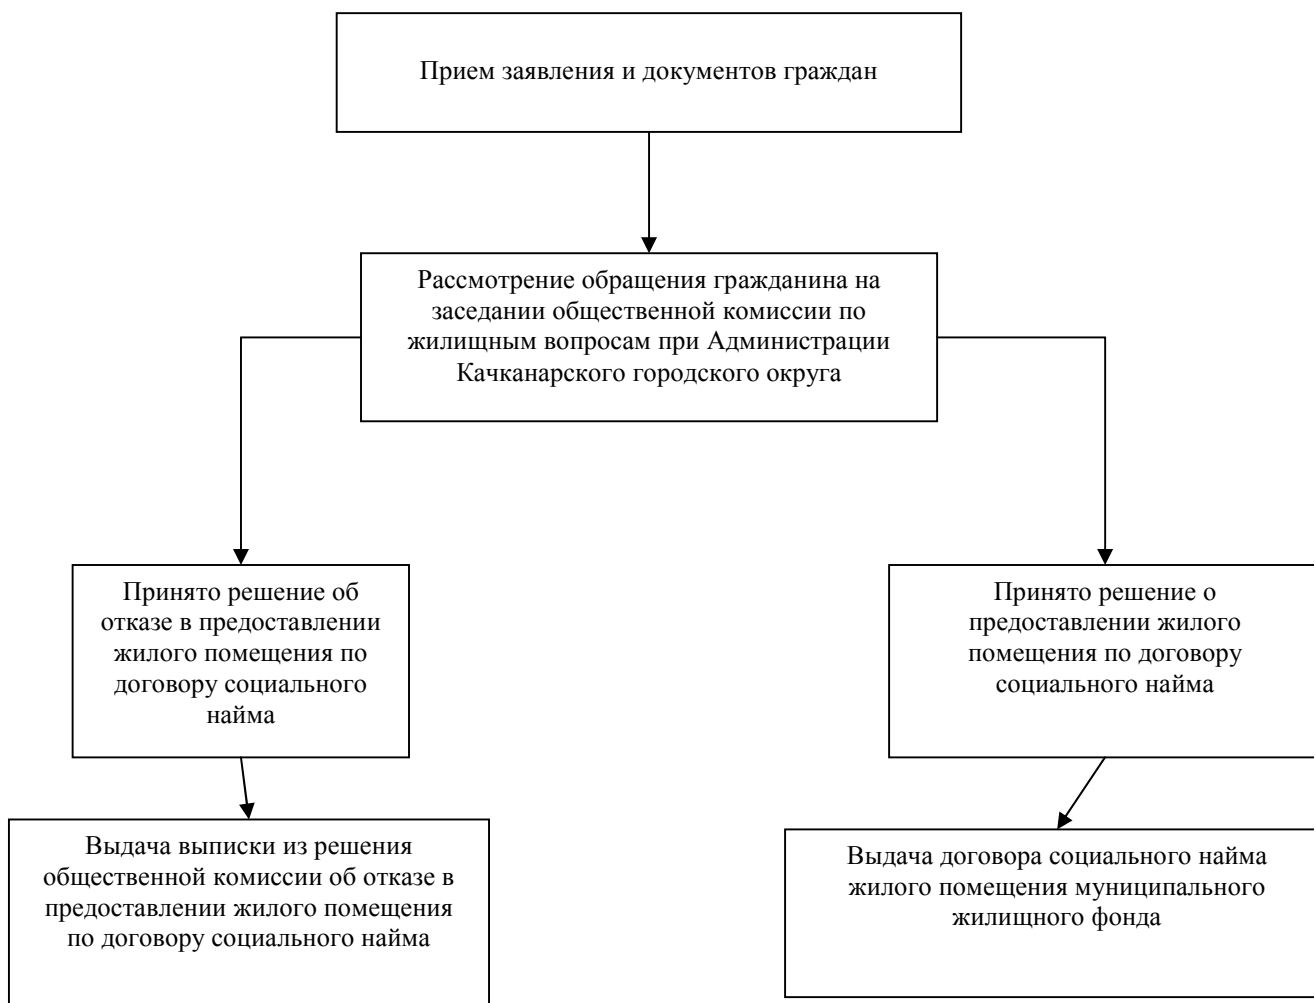 Прием заявления и документов граждан
Рассмотрение обращения гражданина на
заседании общественной комиссии по
жилищным вопросам при Администрации
Качканарского городского округа
Принято решение об
отказе в предоставлении
жилого помещения по
договору социального
найма
Принято решение о
предоставлении жилого
помещения по договору
социального найма
Выдача выписки из решения
общественной комиссии об отказе в
предоставлении жилого помещения
по договору социального найма
Выдача договора социального найма
жилого помещения муниципального
жилищного фонда